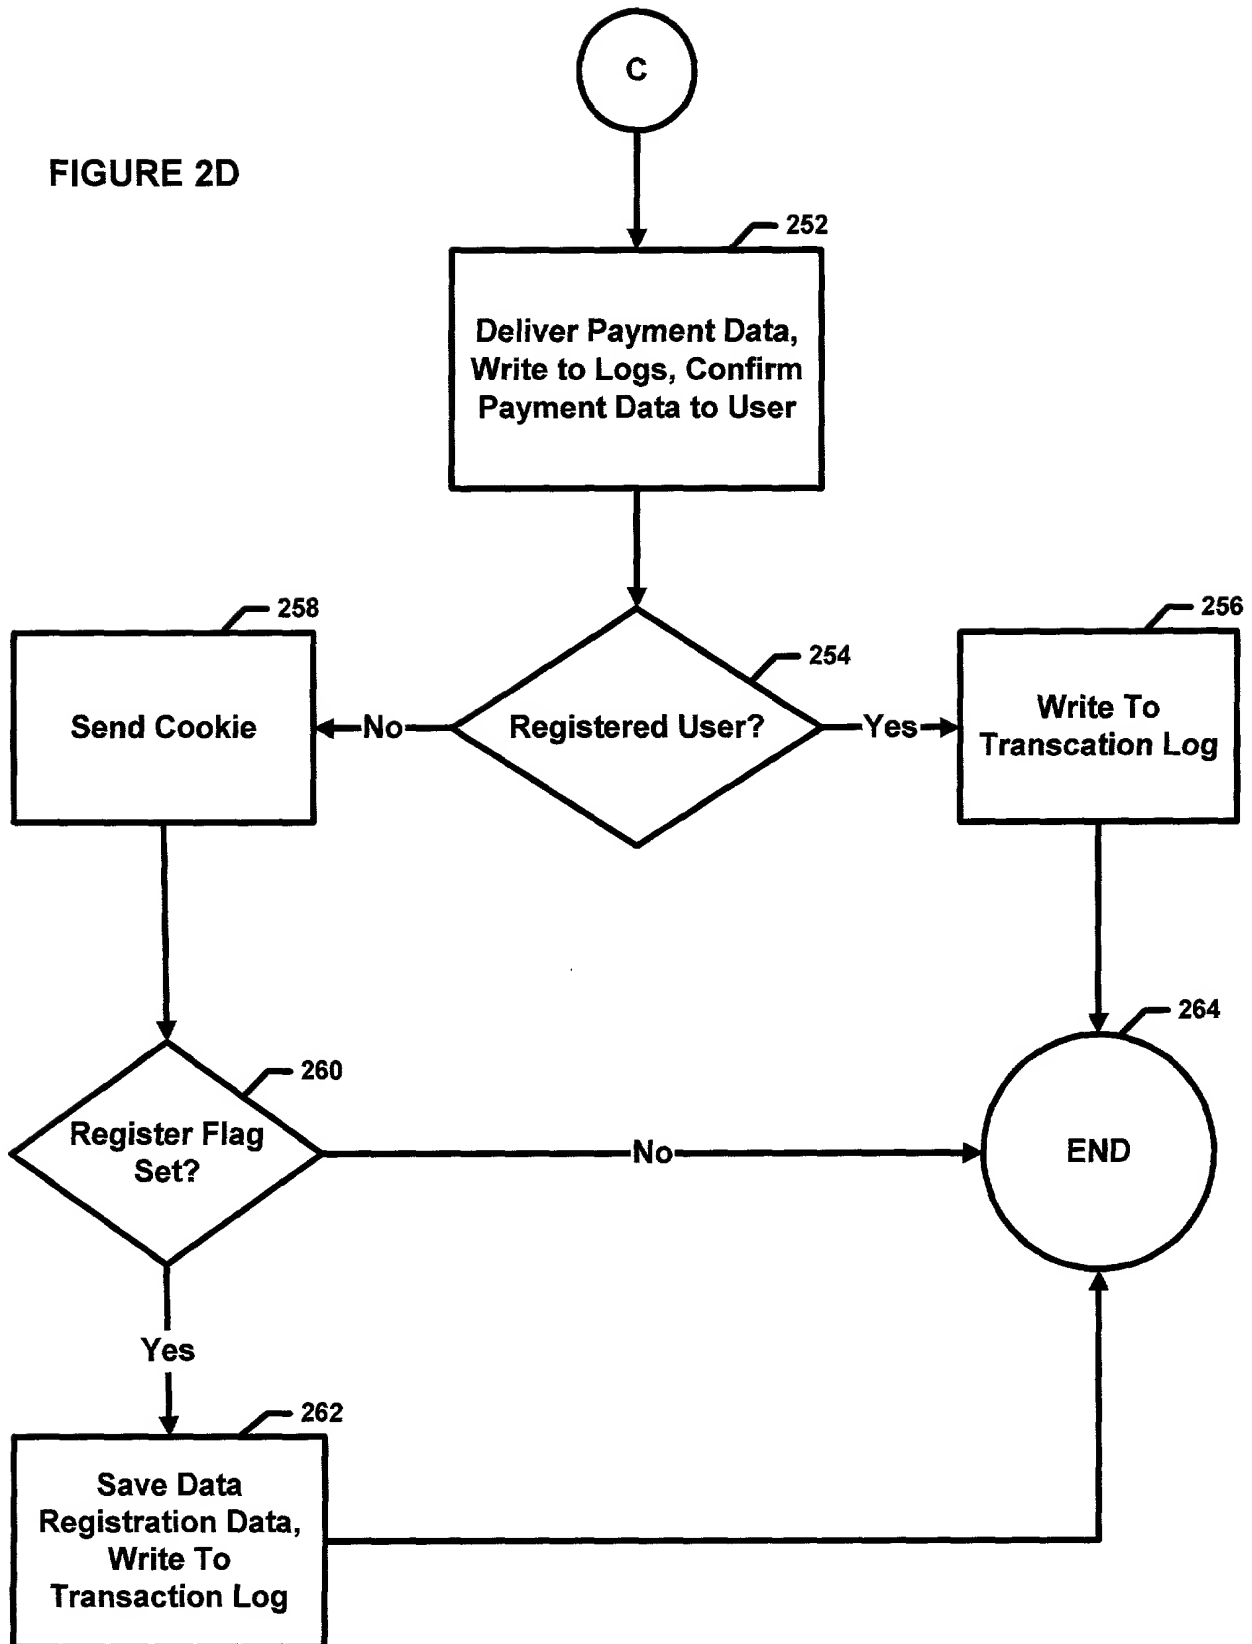 C
FIGURE 2D
252
Deliver Payment Data,
Write to Logs, Confirm
Payment Data to User
258
Send Cookie
No
254
Registered User?
Yes
256
Write To
Transcation Log
260
Register Flag
Set?
No
264
END
Yes
262
Save Data
Registration Data,
Write To
Transaction Log